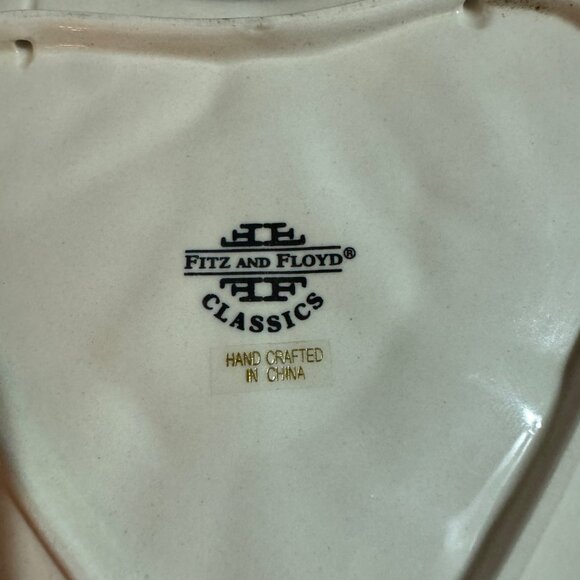 FITZ AND FLOYD®
CLASSICS
HAND CRAFTED
IN CHINA